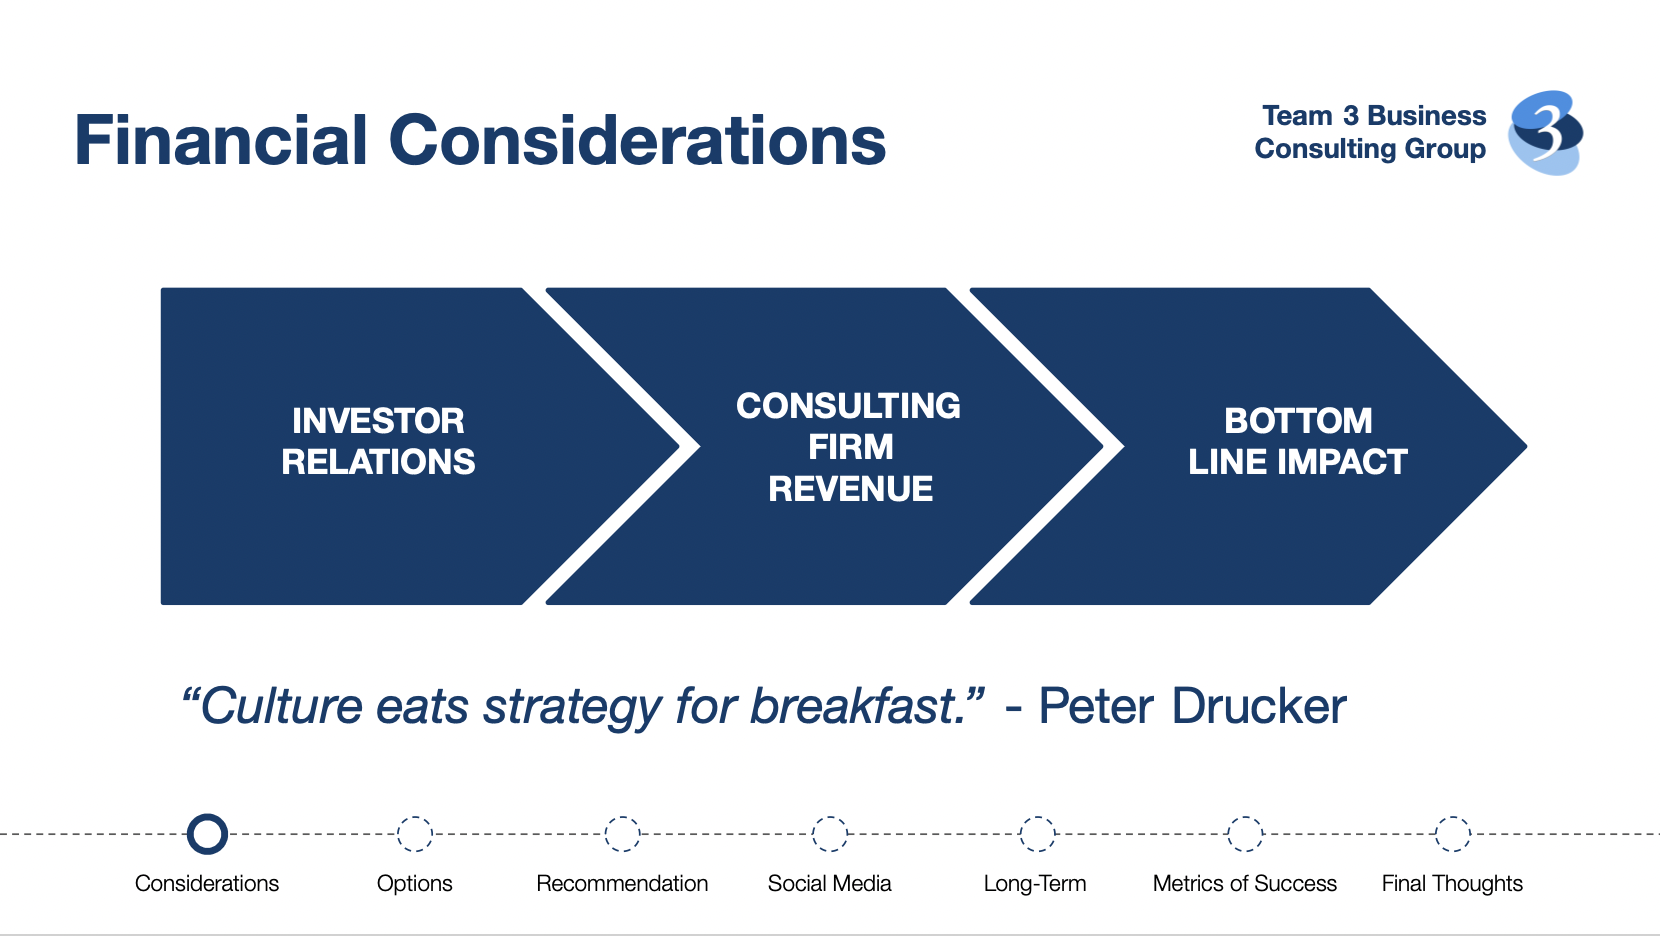 Financial Considerations
Team 3 Business
Consulting Group
3
INVESTOR
RELATIONS
CONSULTING
FIRM
REVENUE
BOTTOM
LINE IMPACT
“Culture eats strategy for breakfast.” - Peter Drucker
Considerations
Options
Recommendation
Social Media
Long-Term
Metrics of Success
Final Thoughts